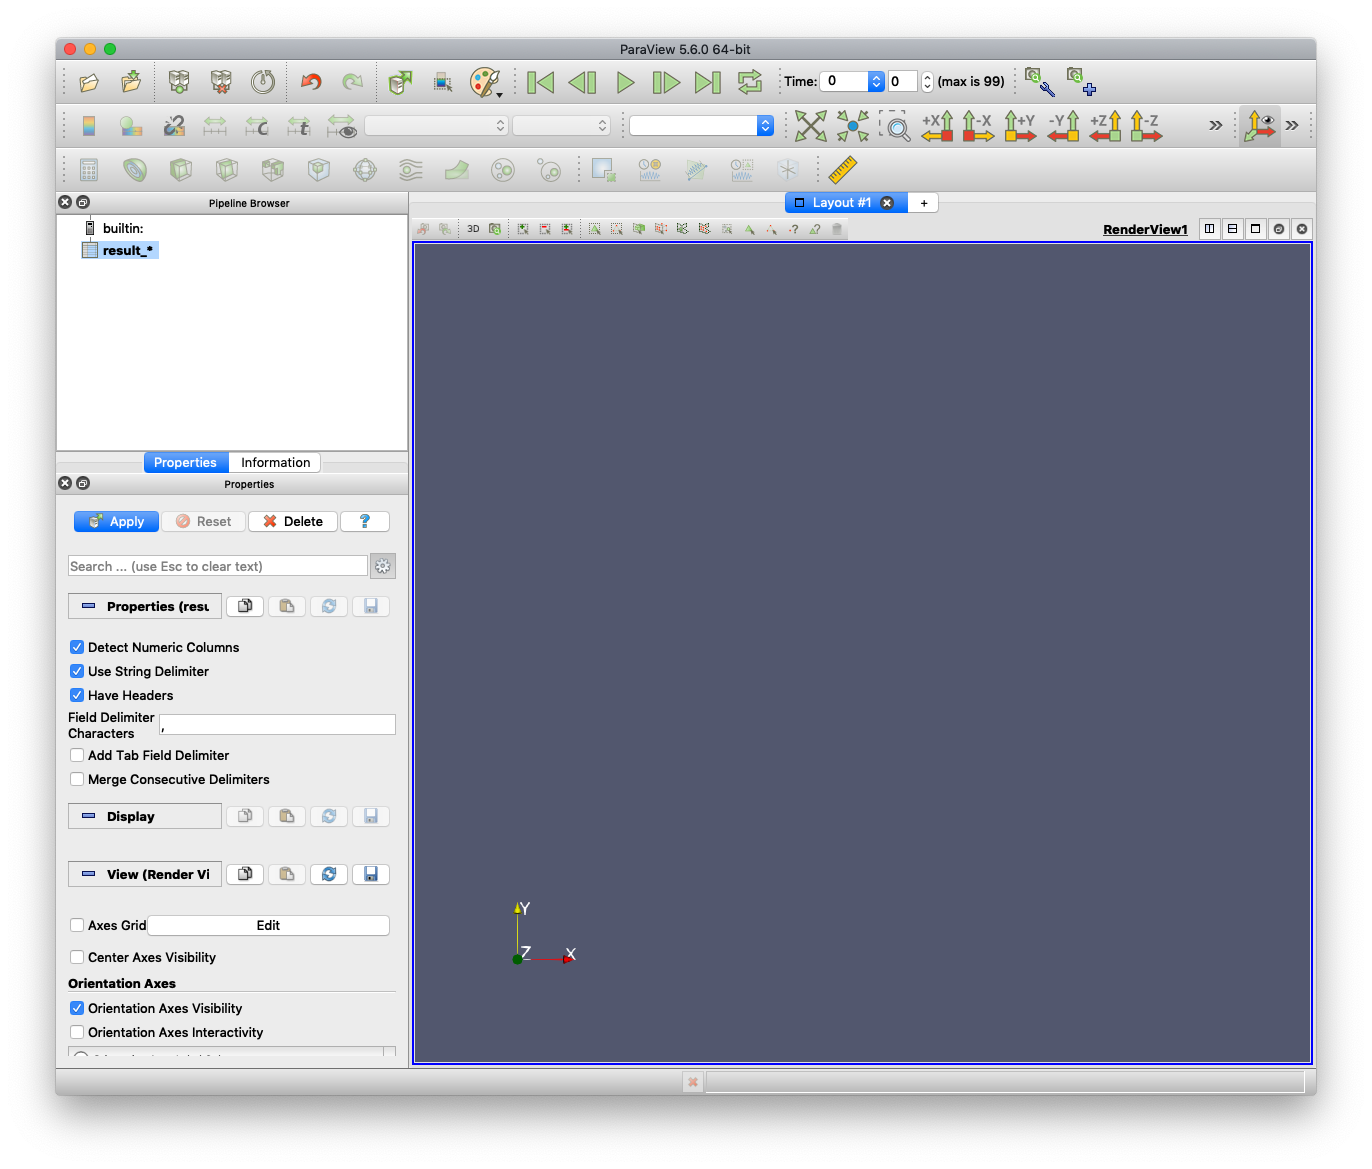 ParaView 5.6.0 64-bit
Time: 0 0 (max is 99)
+X -X +Y -Y +Z -Z
Pipeline Browser
builtin:
result_*
Properties Information
Properties
Apply Reset Delete ?
Search ... (use Esc to clear text)
Properties (resu
Detect Numeric Columns
Use String Delimiter
Have Headers
Field Delimiter
Characters ,
Add Tab Field Delimiter
Merge Consecutive Delimiters
Display
View (Render Vi
Axes Grid Edit
Center Axes Visibility
Orientation Axes
Orientation Axes Visibility
Orientation Axes Interactivity
Layout #1 +
3D
RenderView1
Y
Z X